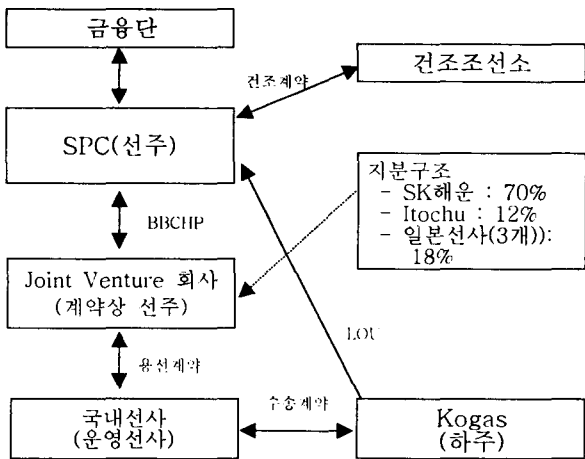 금융단
건조계약
건조조선소
SPC(선주)
지분구조
- SK해운 : 70%
- Itochu : 12%
- 일본선사(3개)):
18%
BBCHP
Joint Venture 회사
(계약상 선주)
LOU
용선계약
국내선사
(운영선사)
수송계약
Kogas
(하주)